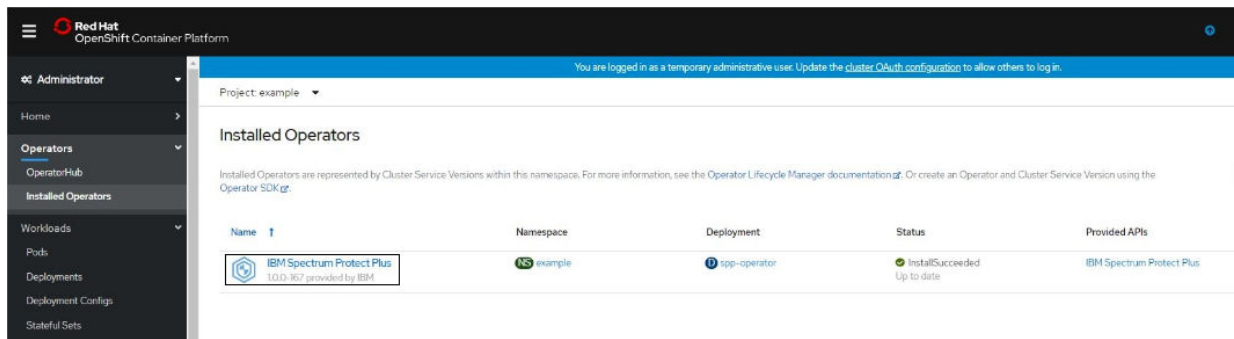 Red Hat
OpenShift Container Platform
You are logged in as a temporary administrative user. Update the cluster OAuth configuration to allow others to log in.
Administrator
Project: example
Home
Installed Operators
Operators
OperatorHub
Installed Operators are represented by Cluster Service Versions within this namespace. For more information, see the Operator Lifecycle Manager documentation. Or create an Operator and Cluster Service Version using the
Operator SDK.
Installed Operators
Workloads
Name Namespace Deployment Status Provided APIs
Pods
IBM Spectrum Protect Plus NS example D spp-operator InstallSucceeded IBM Spectrum Protect Plus
1.0.0-167 provided by IBM Up to date
Deployments
Deployment Configs
Stateful Sets